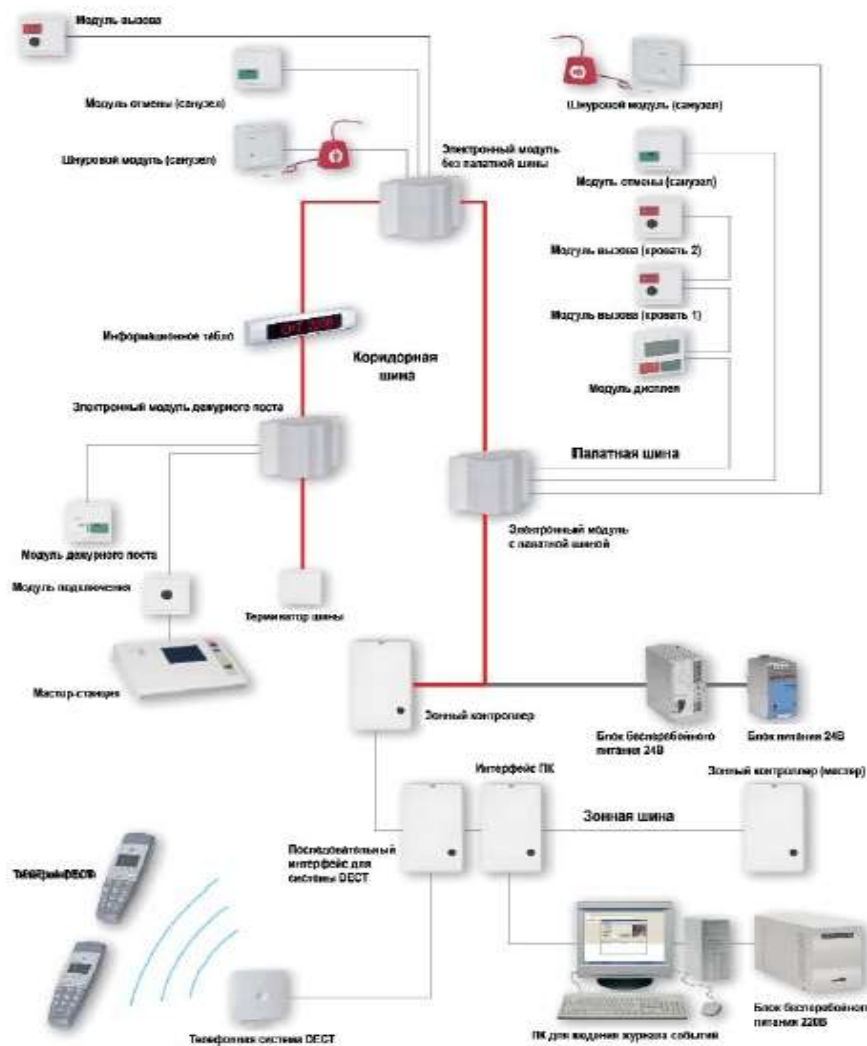 Модуль вызова
Модуль отмены (санузел)
Шнуровой модуль (санузел)
Электронный модуль
без палатной шины
Шнуровой модуль (санузел)
Модуль отмены (санузел)
Модуль вызова (кровать 2)
Модуль вызова (кровать 1)
Модуль дисплея
Информационное табло
Коридорная
шина
Электронный модуль дежурного поста
Палатная шина
Электронный модуль
с палатной шиной
Модуль дежурного поста
Модуль подключения
Терминатор шины
Мастер-станция
Зонный контроллер
Блок бесперебойного
питания 24В
Блок питания 24В
Интерфейс ПК
Зонный контроллер (мастер)
Зонная шина
Последовательный
интерфейс для
системы DECT
Телефонная система DECT
ПК для ведения журнала событий
Блок бесперебойного
питания 220В